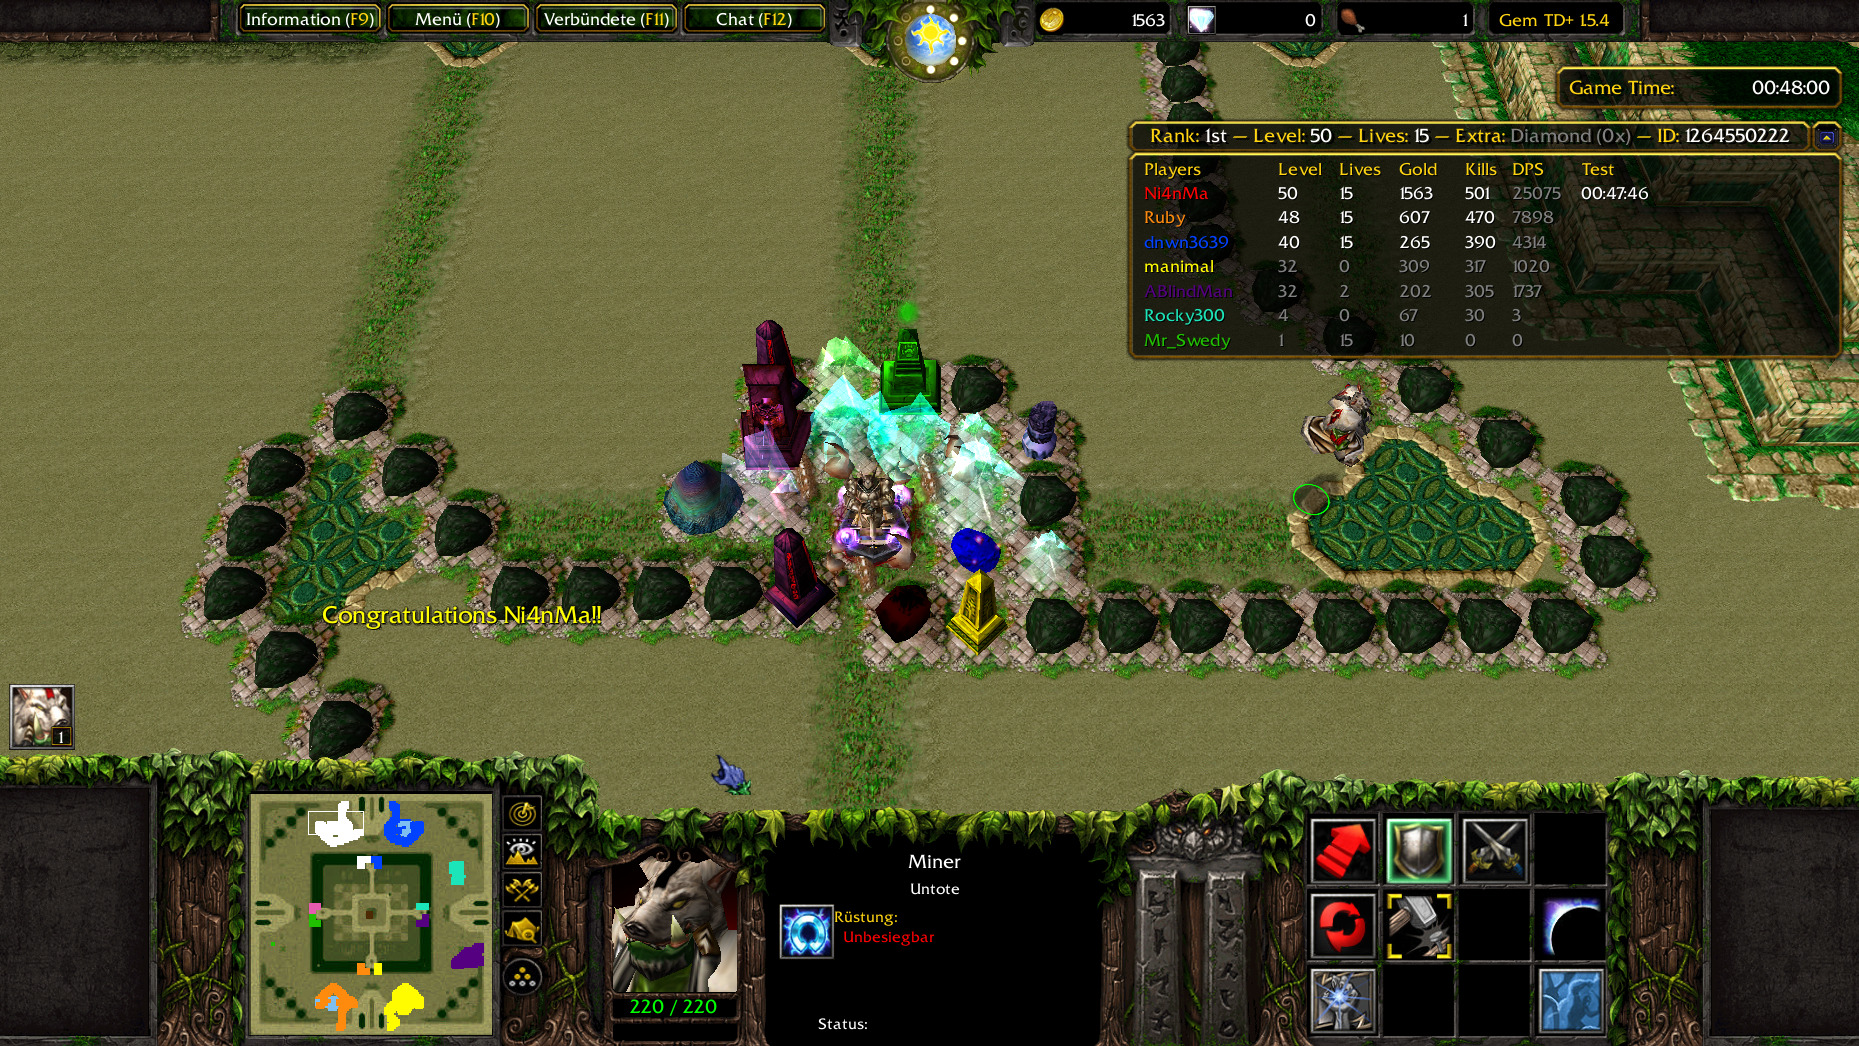 Information (F9) Menü (F10) Verbündete (F11) Chat (F12) 1563 0 1 Gem TD+ 1.5.4
Game Time: 00:48:00
Rank: 1st – Level: 50 – Lives: 15 – Extra: Diamond (0x) – ID: 1264550222
Players Level Lives Gold Kills DPS Test
Ni4nMa 50 15 1563 501 25075 00:47:46
Ruby 48 15 607 470 7898
dnwn3639 40 15 265 390 4314
manimal 32 0 309 317 1020
ABlindMan 32 2 202 305 1737
Rocky300 4 0 67 30 3
Mr_Swedy 1 15 10 0 0
Congratulations Ni4nMa!!
1
Miner
Untote
Rüstung:
Unbesiegbar
220 / 220
Status: